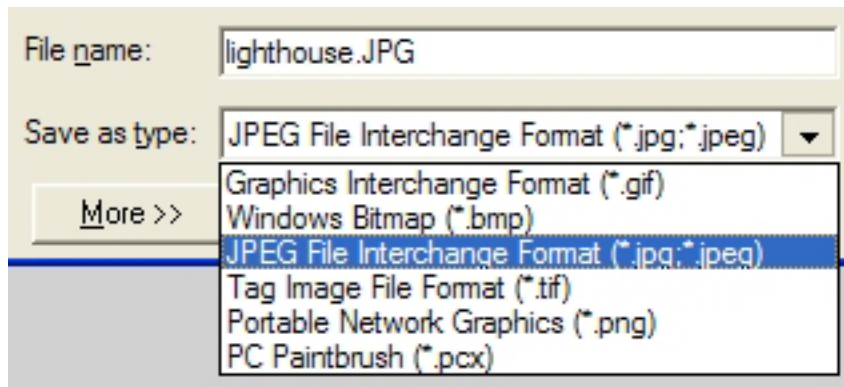 File name: lighthouse.JPG
Save as type: JPEG File Interchange Format (*.jpg;*.jpeg)
Graphics Interchange Format (*.gif)
More >> Windows Bitmap (*.bmp)
JPEG File Interchange Format (*.jpg;*.jpeg)
Tag Image File Format (*.tif)
Portable Network Graphics (*.png)
PC Paintbrush (*.pcx)